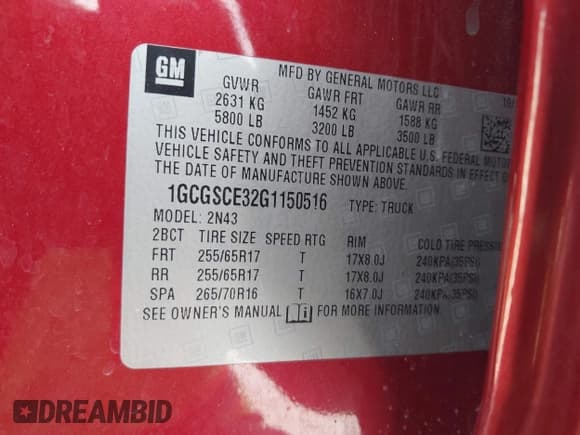 GM
MFD BY GENERAL MOTORS LLC
GVWR GAWR FRT GAWR RR
2631 KG 1452 KG 1588 KG
5800 LB 3200 LB 3500 LB
THIS VEHICLE CONFORMS TO ALL APPLICABLE U.S. FEDERAL MOTOR
VEHICLE SAFETY AND THEFT PREVENTION STANDARDS IN EFFECT
THE DATE OF MANUFACTURE SHOWN ABOVE.
1GCGSCE32G1150516 TYPE: TRUCK
MODEL: 2N43
2BCT TIRE SIZE SPEED RTG RIM COLD TIRE PRESSURE
FRT 255/65R17 T 17X8.0J 240KPA(35PSI)
RR 255/65R17 T 17X8.0J 240KPA(35PSI)
SPA 265/70R16 T 16X7.0J 240KPA(35PSI)
SEE OWNER'S MANUAL FOR MORE INFORMATION.
DREAMBID